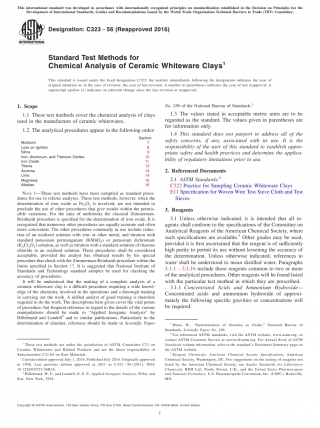 This international standard was developed in accordance with internationally recognized principles on standardization established in the Decision on Principles for the
Development of International Standards, Guides and Recommendations issued by the World Trade Organization Technical Barriers to Trade (TBT) Committee.
Designation: C323 – 56 (Reapproved 2016)
Standard Test Methods for
Chemical Analysis of Ceramic Whiteware Clays¹
This standard is issued under the fixed designation C323; the number immediately following the designation indicates the year of
original adoption or, in the case of revision, the year of last revision. A number in parentheses indicates the year of last reapproval. A
superscript epsilon (ε) indicates an editorial change since the last revision or reapproval.
1. Scope
1.1 These test methods cover the chemical analysis of clays
used in the manufacture of ceramic whitewares.
1.2 The analytical procedures appear in the following order:
Section
Moisture 7
Loss on Ignition 8
Silica 9
Iron, Aluminum, and Titanium Oxides 10
Iron Oxide 11
Titania 12
Alumina 13
Lime 14
Magnesia 15
Alkalies 16
NOTE 1—These test methods have been compiled as standard proce-
dures for use in referee analyses. These test methods, however, when the
determination of iron oxide as Fe₂O₃ is involved, are not intended to
preclude the use of other procedures that give results within the permis-
sible variations. For the sake of uniformity the classical Zimmerman-
Reinhardt procedure is specified for the determination of iron oxide. It is
recognized that numerous other procedures are equally accurate and often
more convenient. The other procedures commonly in use include reduc-
tion of an oxidized solution with zinc or other metal, and titration with
standard potassium permanganate (KMnO₄) or potassium dichromate
(K₂Cr₂O₇) solution, as well as titration with a standard solution of titanous
chloride in an oxidized solution. These procedures shall be considered
acceptable, provided the analyst has obtained results by his special
procedure that check with the Zimmerman-Reinhardt procedure within the
limits specified in Section 17. It is suggested that National Institute of
Standards and Technology standard samples be used for checking the
accuracy of procedures.
It will be understood that the making of a complete analysis of a
ceramic whiteware clay is a difficult procedure requiring a wide knowl-
edge of the chemistry involved in the operations and a thorough training
in carrying out the work. A skilled analyst of good training is therefore
required to do the work. The descriptions here given cover the vital points
of procedure, but frequent reference in regard to the details of the various
manipulations should be made to "Applied Inorganic Analysis" by
Hillebrand and Lundell² and to similar publications. Particularly in the
determination of alumina, reference should be made to Scientific Paper
No. 286 of the National Bureau of Standards.³
1.3 The values stated in acceptable metric units are to be
regarded as the standard. The values given in parentheses are
for information only.
1.4 This standard does not purport to address all of the
safety concerns, if any, associated with its use. It is the
responsibility of the user of this standard to establish appro-
priate safety and health practices and determine the applica-
bility of regulatory limitations prior to use.
2. Referenced Documents
2.1 ASTM Standards:⁴
C322 Practice for Sampling Ceramic Whiteware Clays
E11 Specification for Woven Wire Test Sieve Cloth and Test
Sieves
3. Reagents
3.1 Unless otherwise indicated, it is intended that all re-
agents shall conform to the specifications of the Committee on
Analytical Reagents of the American Chemical Society, where
such specifications are available.⁵ Other grades may be used,
provided it is first ascertained that the reagent is of sufficiently
high purity to permit its use without lessening the accuracy of
the determination. Unless otherwise indicated, references to
water shall be understood to mean distilled water. Paragraphs
3.1.1 – 3.1.16 include those reagents common to two or more
of the analytical procedures. Other reagents will be found listed
with the particular test method in which they are prescribed.
3.1.1 Concentrated Acids and Ammonium Hydroxide—
Concentrated acids and ammonium hydroxide of approxi-
mately the following specific gravities or concentrations will
be required:
¹ These test methods are under the jurisdiction of ASTM Committee C21 on
Ceramic Whitewares and Related Products and are the direct responsibility of
Subcommittee C21.04 on Raw Materials.
Current edition approved July 1, 2016. Published July 2016. Originally approved
in 1956. Last previous edition approved in 2011 as C323 – 56 (2011). DOI:
10.1520/C0323-56R16.
² Hillebrand, W. F., and Lundell, G. E. F., Applied Inorganic Analysis, Wiley and
Sons, New York, 1929.
³ Blum, W., "Determination of Alumina as Oxide," National Bureau of
Standards, Scientific Paper No. 286.
⁴ For referenced ASTM standards, visit the ASTM website, www.astm.org, or
contact ASTM Customer Service at service@astm.org. For Annual Book of ASTM
Standards volume information, refer to the standard's Document Summary page on
the ASTM website.
⁵ Reagent Chemicals, American Chemical Society Specifications, American
Chemical Society, Washington, DC. For suggestions on the testing of reagents not
listed by the American Chemical Society, see Analar Standards for Laboratory
Chemicals, BDH Ltd., Poole, Dorset, U.K., and the United States Pharmacopeia
and National Formulary, U.S. Pharmacopeial Convention, Inc. (USPC), Rockville,
MD.
Copyright © ASTM International, 100 Barr Harbor Drive, PO Box C700, West Conshohocken, PA 19428-2959. United States
1